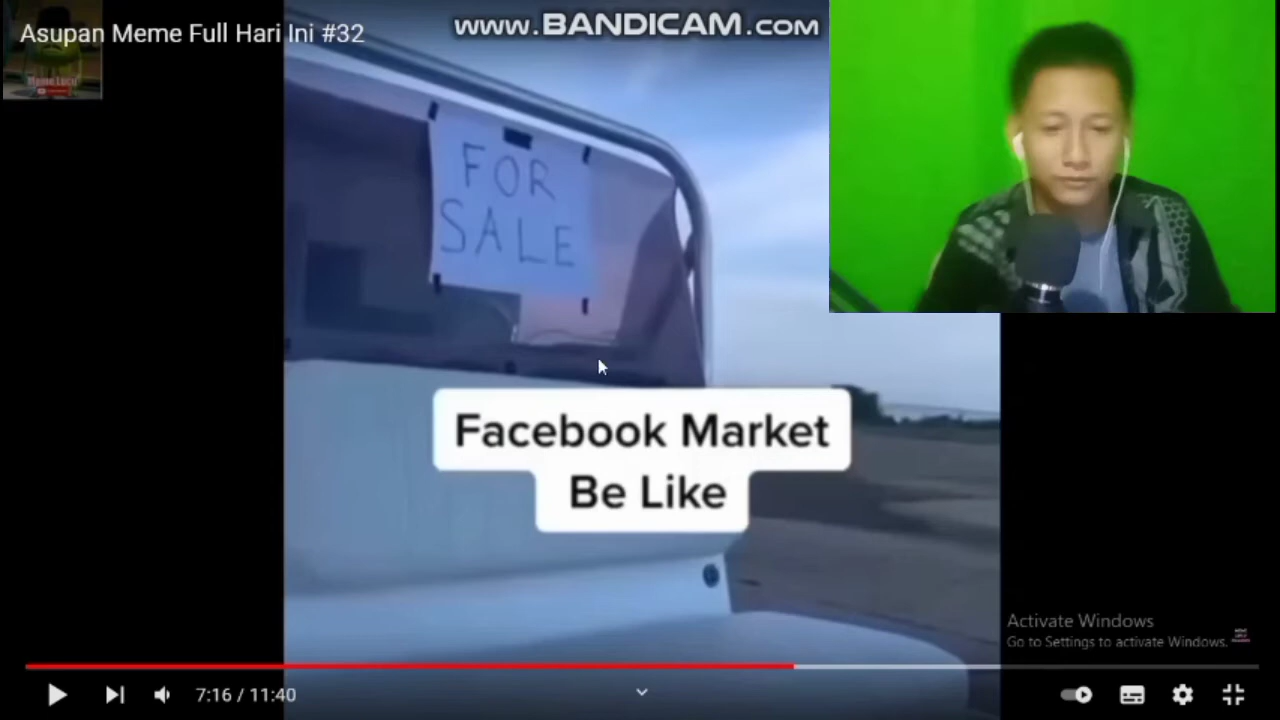 Asupan Meme Full Hari Ini #32
www.BANDICAM.com
FOR
SALE
Facebook Market
Be Like
Activate Windows
Go to Settings to activate Windows.
7:16 / 11:40